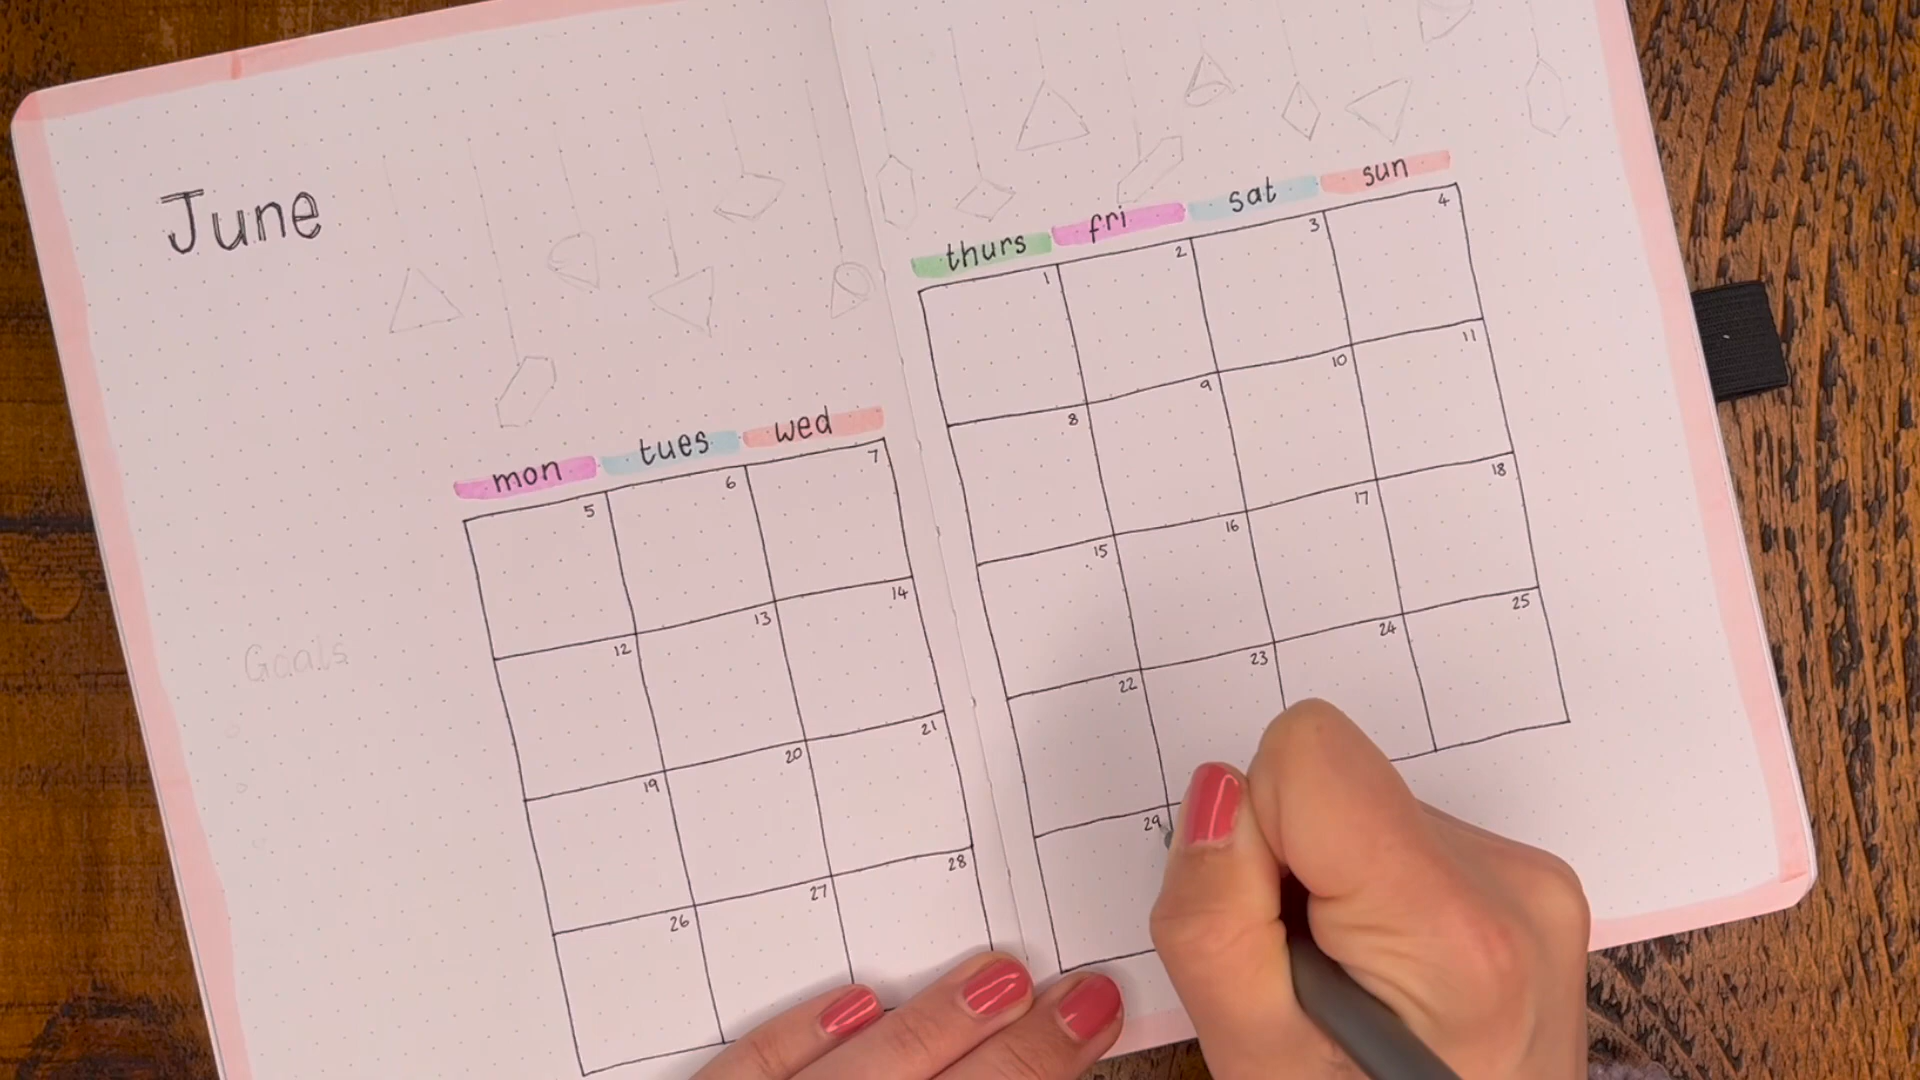 June
thurs fri sat sun
1 2 3 4
mon tues wed
5 6 7 8 9 10 11
12 13 14 15 16 17 18
Goals
19 20 21 22 23 24 25
26 27 28 29